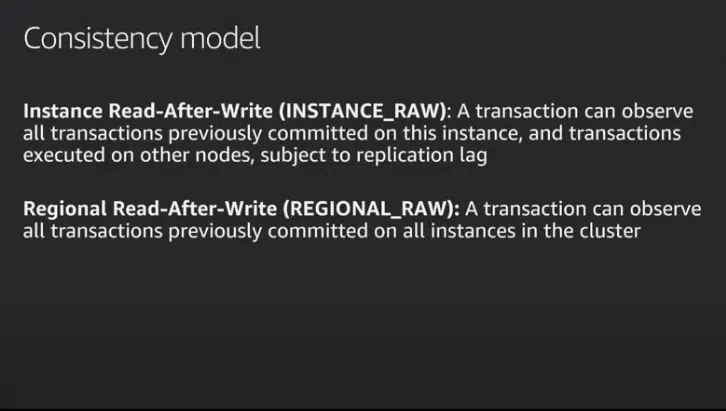 Consistency model
Instance Read-After-Write (INSTANCE_RAW): A transaction can observe
all transactions previously committed on this instance, and transactions
executed on other nodes, subject to replication lag
Regional Read-After-Write (REGIONAL_RAW): A transaction can observe
all transactions previously committed on all instances in the cluster